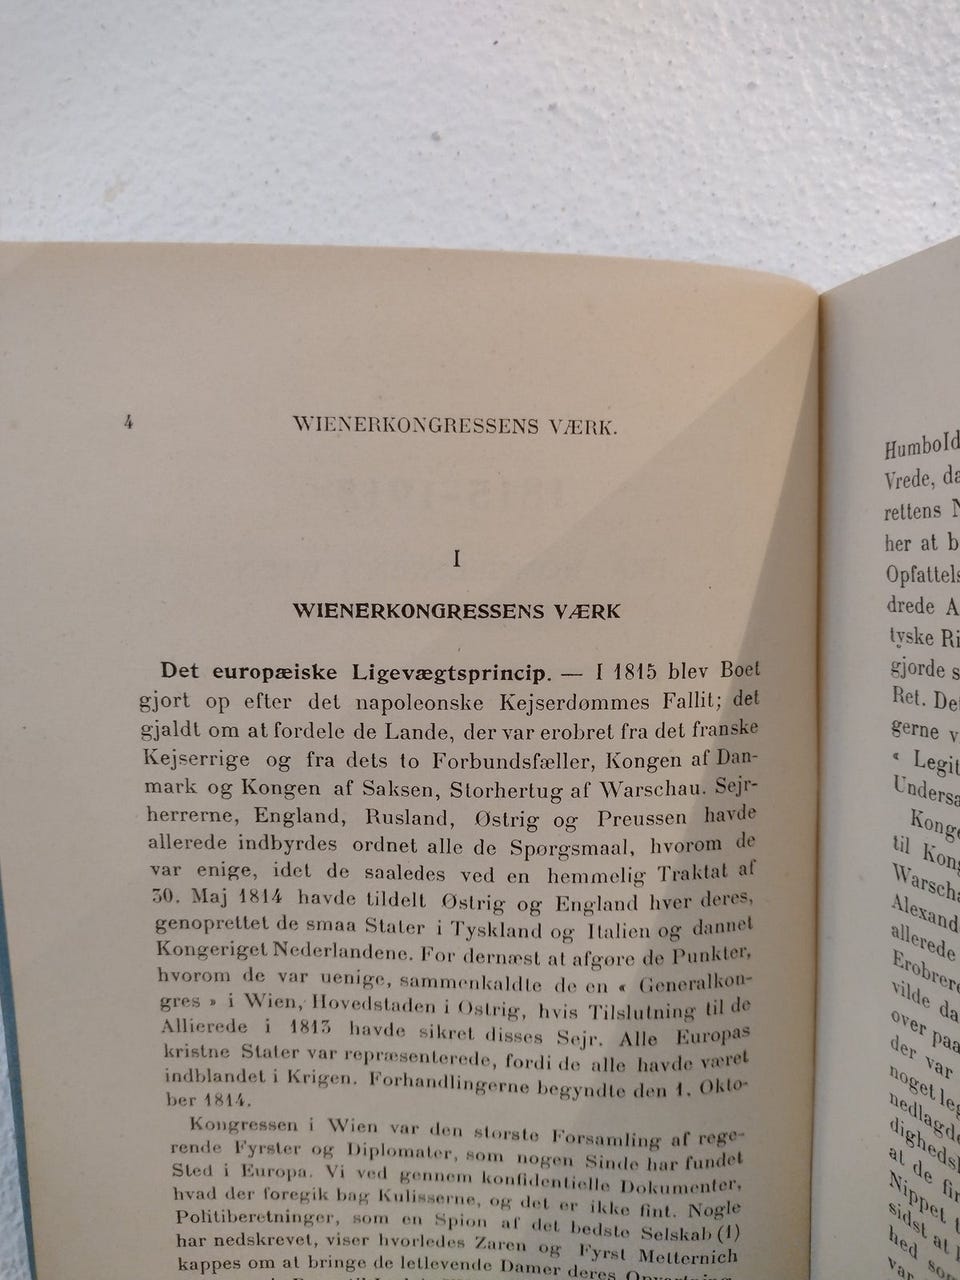 4
WIENERKONGRESSENS VÆRK.
I
WIENERKONGRESSENS VÆRK
Det europæiske Ligevægtsprincip. — I 1815 blev Boet
gjort op efter det napoleonske Kejserdømmes Fallit; det
gjaldt om at fordele de Lande, der var erobret fra det franske
Kejserrige og fra dets to Forbundsfæller, Kongen af Dan-
mark og Kongen af Saksen, Storhertug af Warschau. Sejr-
herrerne, England, Rusland, Østrig og Preussen havde
allerede indbyrdes ordnet alle de Spørgsmaal, hvorom de
var enige, idet de saaledes ved en hemmelig Traktat af
30. Maj 1814 havde tildelt Østrig og England hver deres,
genoprettet de smaa Stater i Tyskland og Italien og dannet
Kongeriget Nederlandene. For dernæst at afgøre de Punkter,
hvorom de var uenige, sammenkaldte de en « Generalkon-
gres » i Wien, Hovedstaden i Østrig, hvis Tilslutning til de
Allierede i 1813 havde sikret disses Sejr. Alle Europas
kristne Stater var repræsenterede, fordi de alle havde været
indblandet i Krigen. Forhandlingerne begyndte den 1. Okto-
ber 1814.
Kongressen i Wien var den største Forsamling af rege-
rende Fyrster og Diplomater, som nogen Sinde har fundet
Sted i Europa. Vi ved gennem konfidentielle Dokumenter,
hvad der foregik bag Kulisserne, og det er ikke fint. Nogle
Politiberetninger, som en Spion af det bedste Selskab (1)
har nedskrevet, viser hvorledes Zaren og Fyrst Metternich
kappes om at bringe de letlevende Damer deres
Humbold
Vrede, da
rettens
her at b
Opfattels
drede A
tyske Ri
gjorde s
Ret. De
gerne v
« Legit
Undersa
Konge
til Kong
Warscha
Alexand
allerede
Erobrere
vilde da
over paa
der var
noget leg
nedlagde
dighedsl
at de fir
Nippet t
sidst at
hed som
var